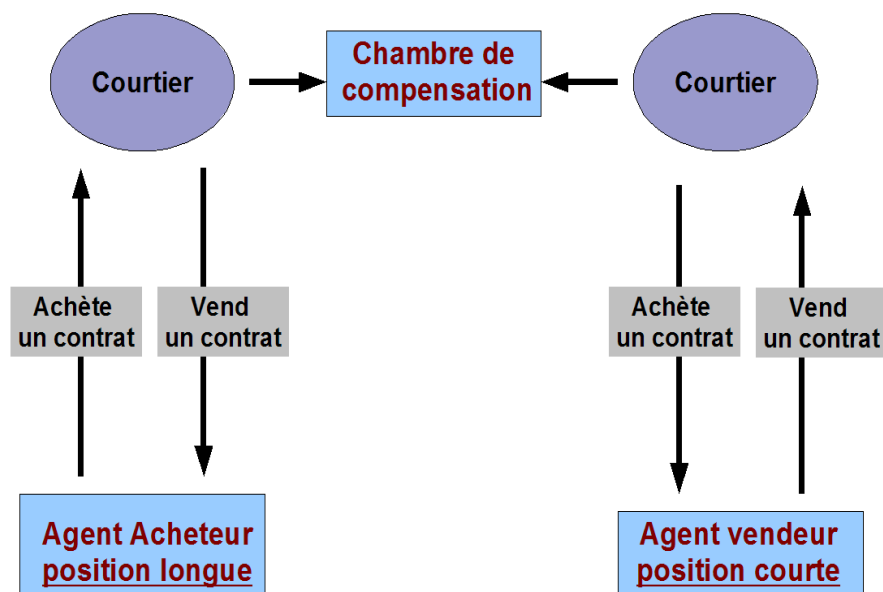 Courtier
Chambre de
compensation
Courtier
Achète
un contrat
Vend
un contrat
Achète
un contrat
Vend
un contrat
Agent Acheteur
position longue
Agent vendeur
position courte